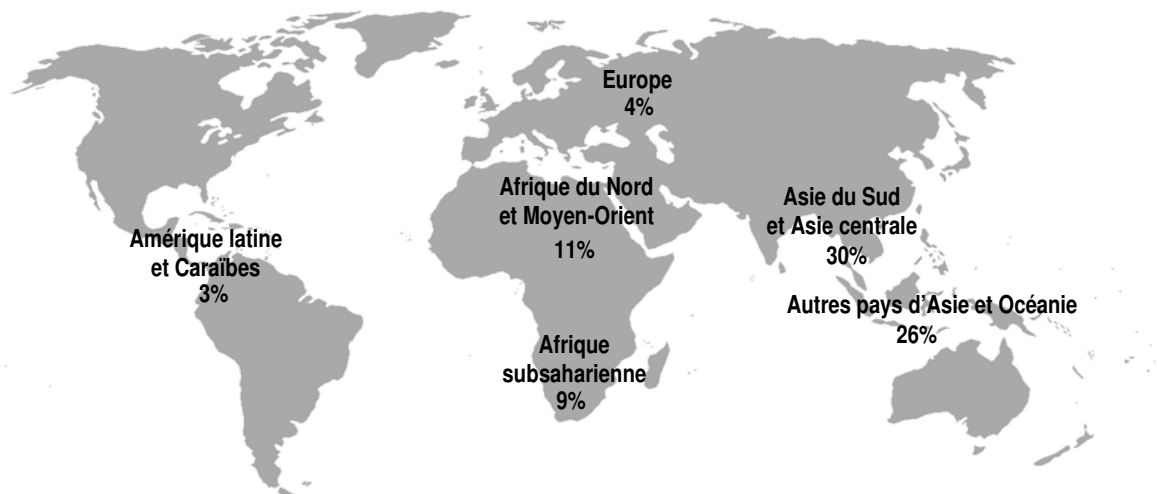 Europe
4%
Afrique du Nord
et Moyen-Orient
11%
Asie du Sud
et Asie centrale
30%
Amérique latine
et Caraïbes
3%
Autres pays d’Asie et Océanie
26%
Afrique
subsaharienne
9%